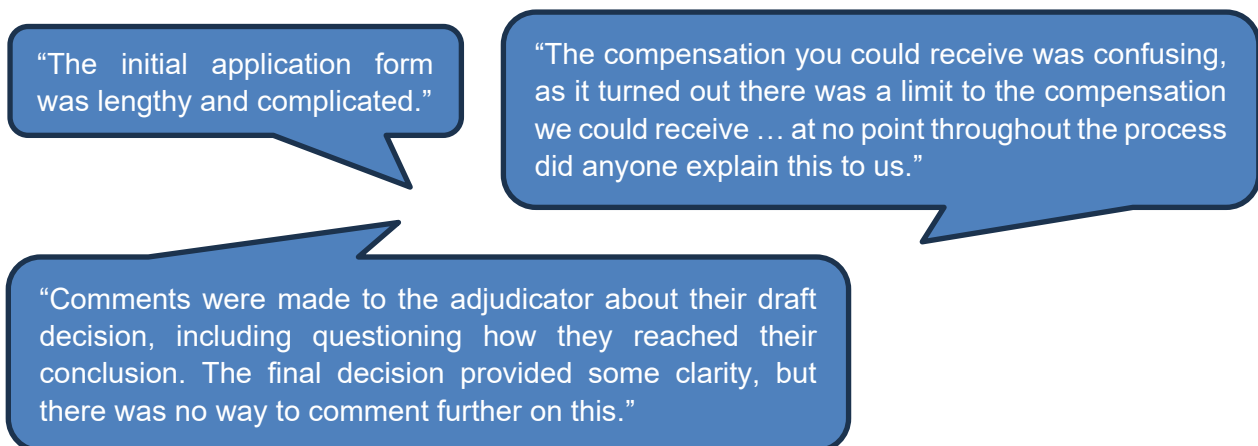 “The initial application form
was lengthy and complicated.”
“The compensation you could receive was confusing,
as it turned out there was a limit to the compensation
we could receive … at no point throughout the process
did anyone explain this to us.”
“Comments were made to the adjudicator about their draft
decision, including questioning how they reached their
conclusion. The final decision provided some clarity, but
there was no way to comment further on this.”